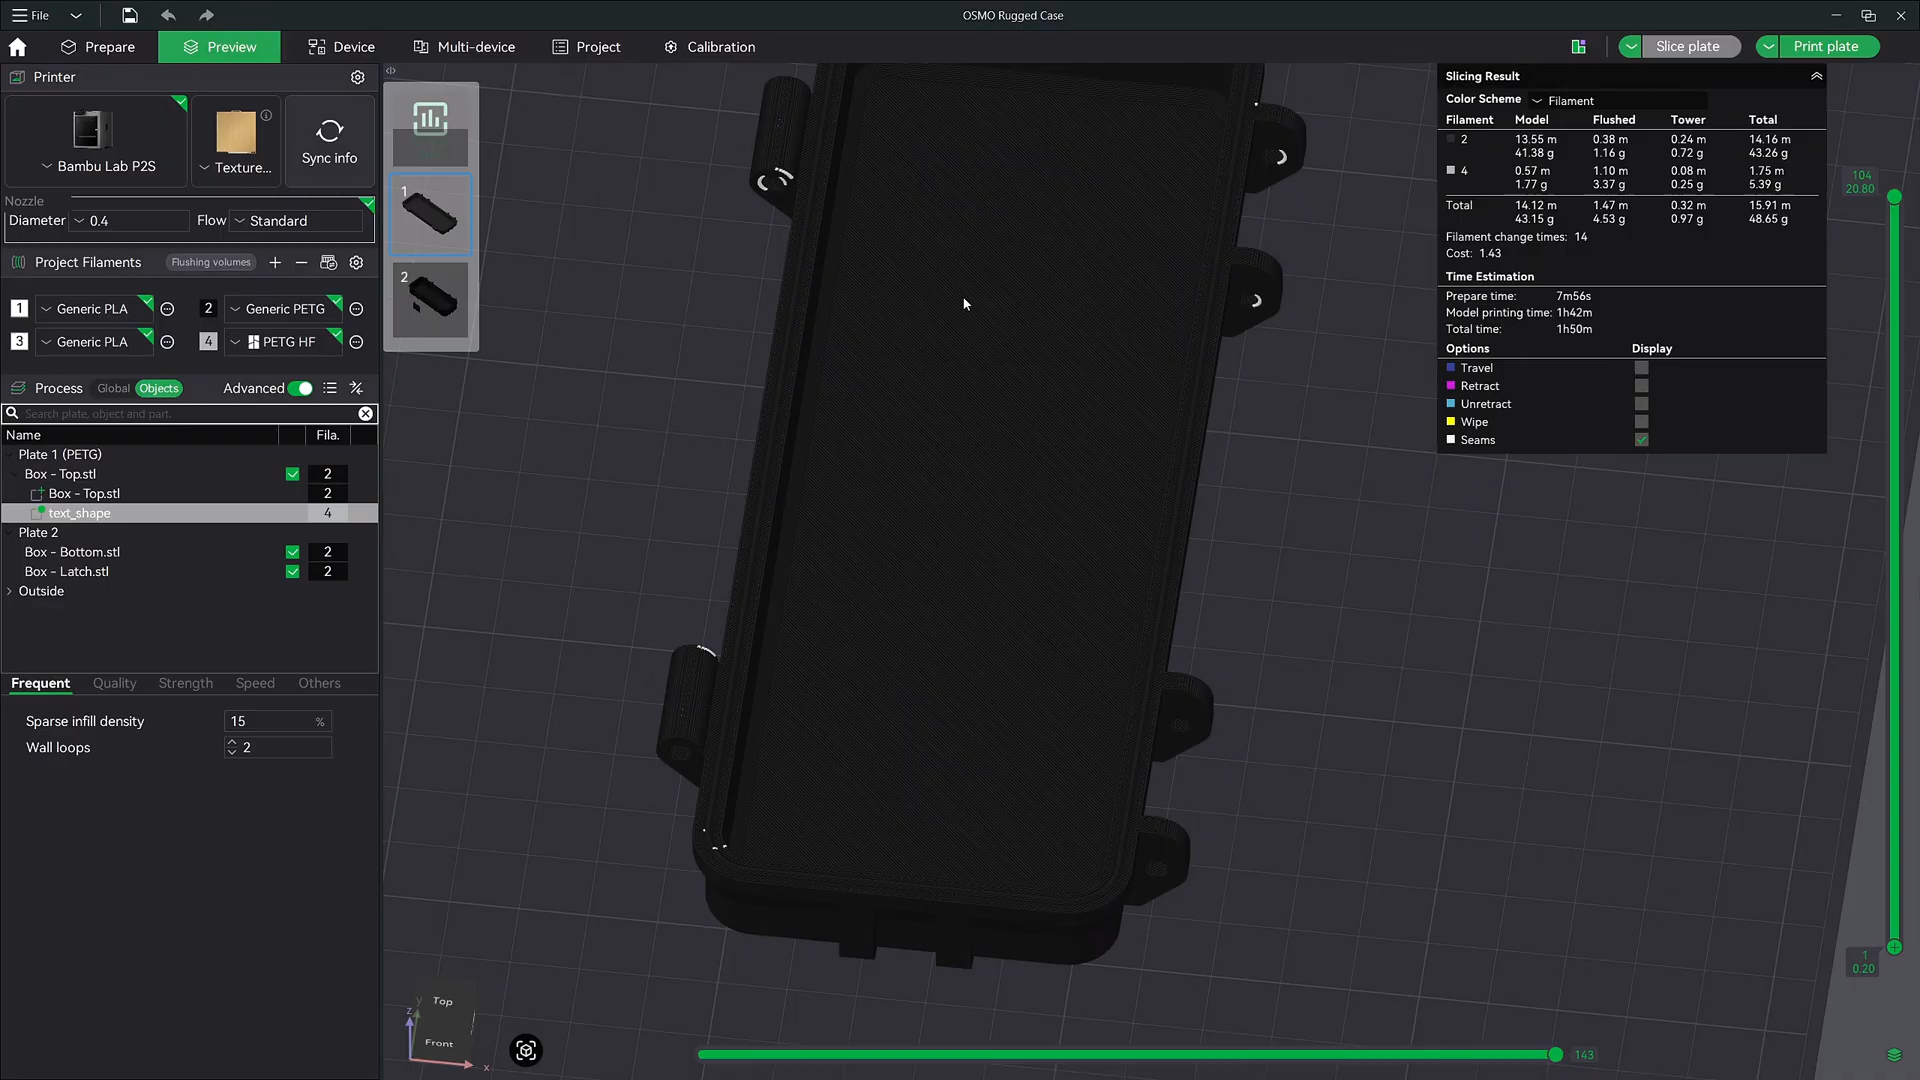 File
OSMO Rugged Case
Prepare
Preview
Device
Multi-device
Project
Calibration
Slice plate
Print plate
Printer
Bambu Lab P2S
Texture...
Sync info
Nozzle
Diameter 0.4 Flow Standard
Project Filaments Flushing volumes
1 Generic PLA 2 Generic PETG
3 Generic PLA 4 PETG HF
Process Global Objects Advanced
Search plate, object and part.
Name Fila.
Plate 1 (PETG)
Box - Top.stl 2
Box - Top.stl 2
text_shape 4
Plate 2
Box - Bottom.stl 2
Box - Latch.stl 2
Outside
Frequent Quality Strength Speed Others
Sparse infill density 15 %
Wall loops 2
1
2
Slicing Result
Color Scheme Filament
Filament Model Flushed Tower Total
2 13.55 m 0.38 m 0.24 m 14.16 m
41.38 g 1.16 g 0.72 g 43.26 g
4 0.57 m 1.10 m 0.08 m 1.75 m
1.77 g 3.37 g 0.25 g 5.39 g
Total 14.12 m 1.47 m 0.32 m 15.91 m
43.15 g 4.53 g 0.97 g 48.65 g
Filament change times: 14
Cost: 1.43
Time Estimation
Prepare time: 7m56s
Model printing time: 1h42m
Total time: 1h50m
Options Display
Travel
Retract
Unretract
Wipe
Seams
104
20.80
1
0.20
Top
Front
z
y
x
143